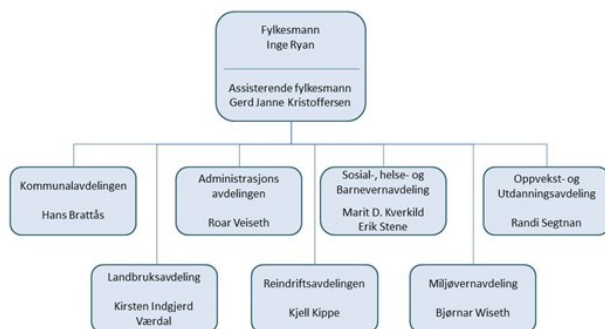 Fylkesmann
Inge Ryan
Assisterende fylkesmann
Gerd Janne Kristoffersen
Kommunalavdelingen
Hans Brattås
Administrasjons
avdelingen
Roar Veiseth
Sosial-, helse- og
Barnevernavdeling
Marit D. Kverkild
Erik Stene
Oppvekst- og
Utdanningsavdeling
Randi Segtnan
Landbruksavdeling
Kirsten Indgjerd
Værdal
Reindriftsavdelingen
Kjell Kippe
Miljøvernavdeling
Bjørnar Wiseth